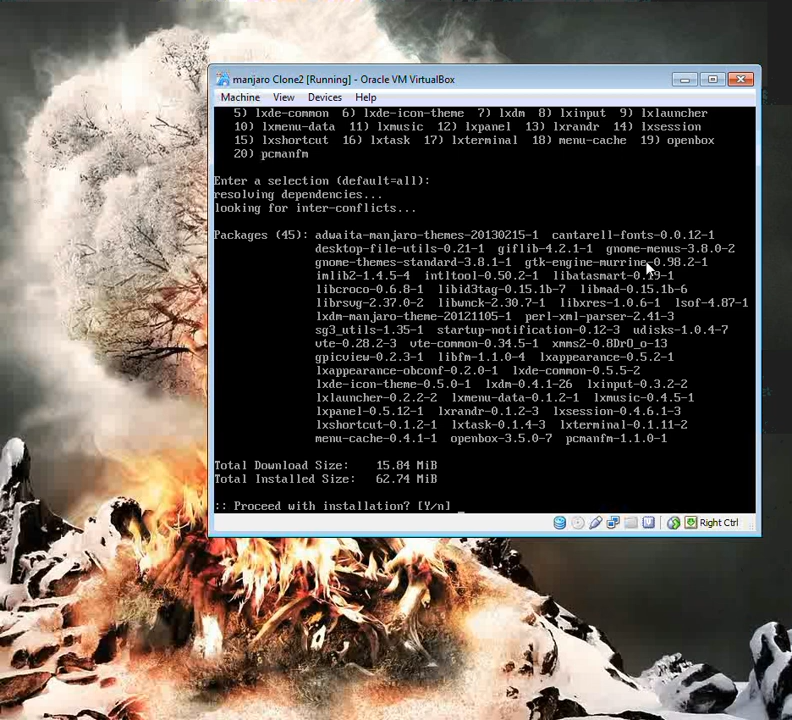 manjaro Clone2 [Running] - Oracle VM VirtualBox
Machine View Devices Help
5) lxde-common 6) lxde-icon-theme 7) lxdm 8) lxinput 9) lxlauncher
10) lxmenu-data 11) lxmusic 12) lxpanel 13) lxrandr 14) lxsession
15) lxshortcut 16) lxtask 17) lxterminal 18) menu-cache 19) openbox
20) pcmanfm
Enter a selection (default=all):
resolving dependencies...
looking for inter-conflicts...
Packages (45): adwaita-manjaro-themes-20130215-1 cantarell-fonts-0.0.12-1
desktop-file-utils-0.21-1 giflib-4.2.1-1 gnome-menus-3.8.0-2
gnome-themes-standard-3.8.1-1 gtk-engine-murrine-0.98.2-1
imlib2-1.4.5-4 intltool-0.50.2-1 libatasmart-0.19-1
libcroco-0.6.8-1 libid3tag-0.15.1b-7 libmad-0.15.1b-6
librsvg-2.37.0-2 libwnck-2.30.7-1 libxres-1.0.6-1 lsof-4.87-1
lxdm-manjaro-theme-20121105-1 perl-xml-parser-2.41-3
sg3_utils-1.35-1 startup-notification-0.12-3 udisks-1.0.4-7
vte-0.28.2-3 vte-common-0.34.5-1 xmms2-0.8DrO_o-13
gpicview-0.2.3-1 libfm-1.1.0-4 lxappearance-0.5.2-1
lxappearance-obconf-0.2.0-1 lxde-common-0.5.5-2
lxde-icon-theme-0.5.0-1 lxdm-0.4.1-26 lxinput-0.3.2-2
lxlauncher-0.2.2-2 lxmenu-data-0.1.2-1 lxmusic-0.4.5-1
lxpanel-0.5.12-1 lxrandr-0.1.2-3 lxsession-0.4.6.1-3
lxshortcut-0.1.2-1 lxtask-0.1.4-3 lxterminal-0.1.11-2
menu-cache-0.4.1-1 openbox-3.5.0-7 pcmanfm-1.1.0-1
Total Download Size: 15.84 MiB
Total Installed Size: 62.74 MiB
:: Proceed with installation? [Y/n] _
Right Ctrl